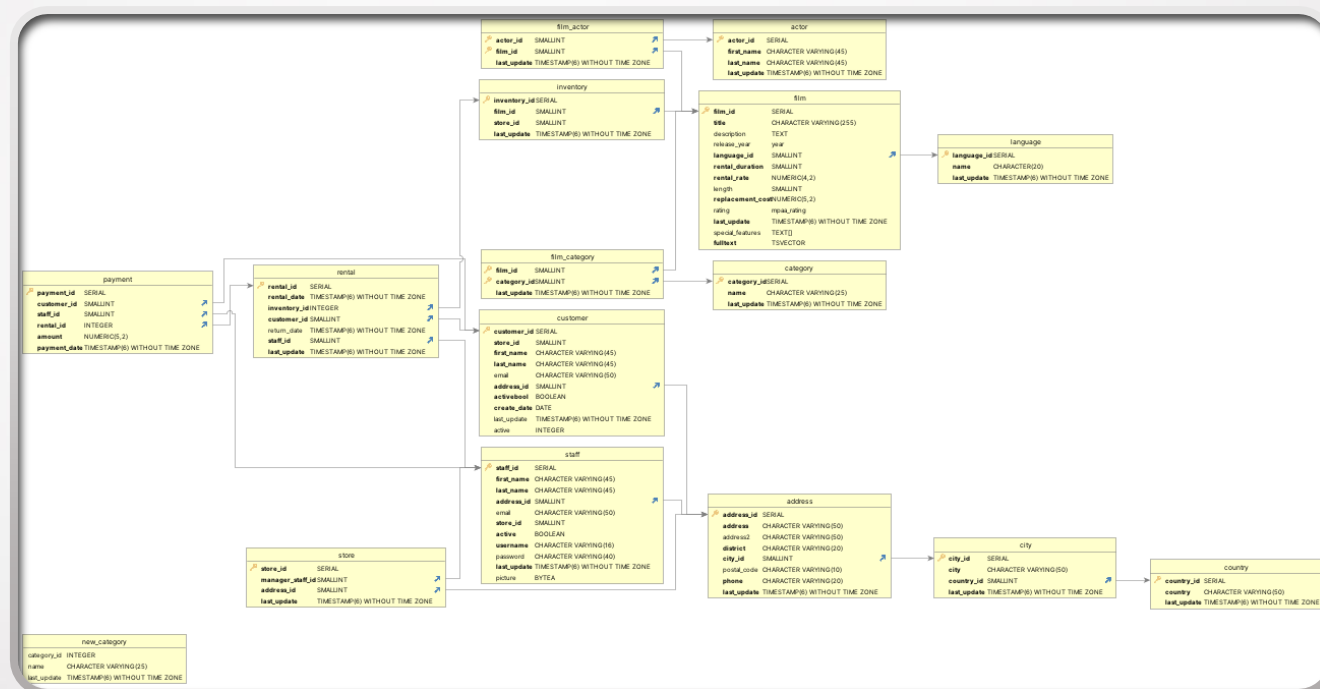 film_actor
actor_id SMALLINT
film_id SMALLINT
last_update TIMESTAMP(6) WITHOUT TIME ZONE
actor
actor_id SERIAL
first_name CHARACTER VARYING(45)
last_name CHARACTER VARYING(45)
last_update TIMESTAMP(6) WITHOUT TIME ZONE
inventory
inventory_id SERIAL
film_id SMALLINT
store_id SMALLINT
last_update TIMESTAMP(6) WITHOUT TIME ZONE
film
film_id SERIAL
title CHARACTER VARYING(255)
description TEXT
release_year year
language_id SMALLINT
rental_duration SMALLINT
rental_rate NUMERIC(4,2)
length SMALLINT
replacement_cost NUMERIC(5,2)
rating mpaa_rating
last_update TIMESTAMP(6) WITHOUT TIME ZONE
special_features TEXT[]
fulltext TSVECTOR
language
language_id SERIAL
name CHARACTER(20)
last_update TIMESTAMP(6) WITHOUT TIME ZONE
film_category
film_id SMALLINT
category_id SMALLINT
last_update TIMESTAMP(6) WITHOUT TIME ZONE
category
category_id SERIAL
name CHARACTER VARYING(25)
last_update TIMESTAMP(6) WITHOUT TIME ZONE
payment
payment_id SERIAL
customer_id SMALLINT
staff_id SMALLINT
rental_id INTEGER
amount NUMERIC(5,2)
payment_date TIMESTAMP(6) WITHOUT TIME ZONE
rental
rental_id SERIAL
rental_date TIMESTAMP(6) WITHOUT TIME ZONE
inventory_id INTEGER
customer_id SMALLINT
return_date TIMESTAMP(6) WITHOUT TIME ZONE
staff_id SMALLINT
last_update TIMESTAMP(6) WITHOUT TIME ZONE
customer
customer_id SERIAL
store_id SMALLINT
first_name CHARACTER VARYING(45)
last_name CHARACTER VARYING(45)
email CHARACTER VARYING(50)
address_id SMALLINT
activebool BOOLEAN
create_date DATE
last_update TIMESTAMP(6) WITHOUT TIME ZONE
active INTEGER
staff
staff_id SERIAL
first_name CHARACTER VARYING(45)
last_name CHARACTER VARYING(45)
address_id SMALLINT
email CHARACTER VARYING(50)
store_id SMALLINT
active BOOLEAN
username CHARACTER VARYING(16)
password CHARACTER VARYING(40)
last_update TIMESTAMP(6) WITHOUT TIME ZONE
picture BYTEA
address
address_id SERIAL
address CHARACTER VARYING(50)
address2 CHARACTER VARYING(50)
district CHARACTER VARYING(20)
city_id SMALLINT
postal_code CHARACTER VARYING(10)
phone CHARACTER VARYING(20)
last_update TIMESTAMP(6) WITHOUT TIME ZONE
city
city_id SERIAL
city CHARACTER VARYING(50)
country_id SMALLINT
last_update TIMESTAMP(6) WITHOUT TIME ZONE
country
country_id SERIAL
country CHARACTER VARYING(50)
last_update TIMESTAMP(6) WITHOUT TIME ZONE
store
store_id SERIAL
manager_staff_id SMALLINT
address_id SMALLINT
last_update TIMESTAMP(6) WITHOUT TIME ZONE
new_category
category_id INTEGER
name CHARACTER VARYING(25)
last_update TIMESTAMP(6) WITHOUT TIME ZONE